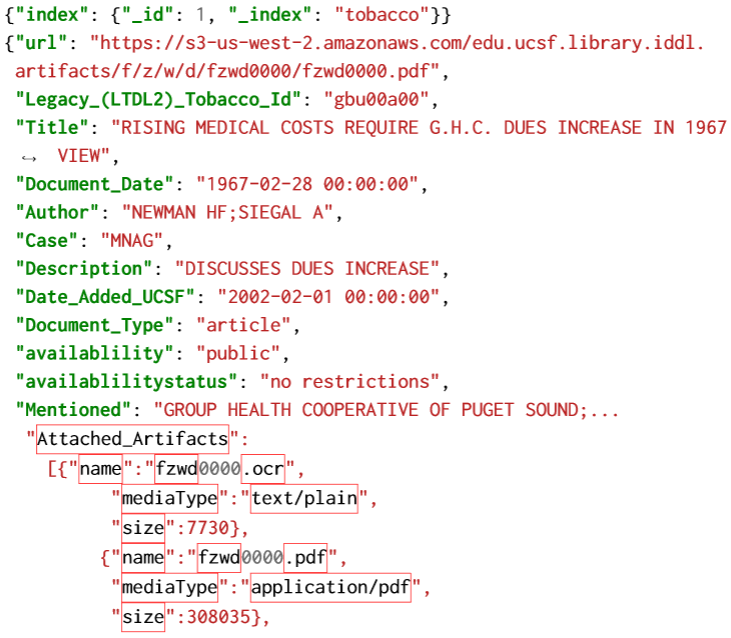 {"index": {"_id": 1, "_index": "tobacco"}}
{"url": "https://s3-us-west-2.amazonaws.com/edu.ucsf.library.iddl.
artifacts/f/z/w/d/fzwd0000/fzwd0000.pdf",
"Legacy_(LTDL2)_Tobacco_Id": "gbu00a00",
"Title": "RISING MEDICAL COSTS REQUIRE G.H.C. DUES INCREASE IN 1967
↪ VIEW",
"Document_Date": "1967-02-28 00:00:00",
"Author": "NEWMAN HF;SIEGAL A",
"Case": "MNAG",
"Description": "DISCUSSES DUES INCREASE",
"Date_Added_UCSF": "2002-02-01 00:00:00",
"Document_Type": "article",
"availablility": "public",
"availablilitystatus": "no restrictions",
"Mentioned": "GROUP HEALTH COOPERATIVE OF PUGET SOUND;...
"Attached_Artifacts":
[{"name":"fzwd0000.ocr",
"mediaType":"text/plain",
"size":7730},
{"name":"fzwd0000.pdf",
"mediaType":"application/pdf",
"size":308035},